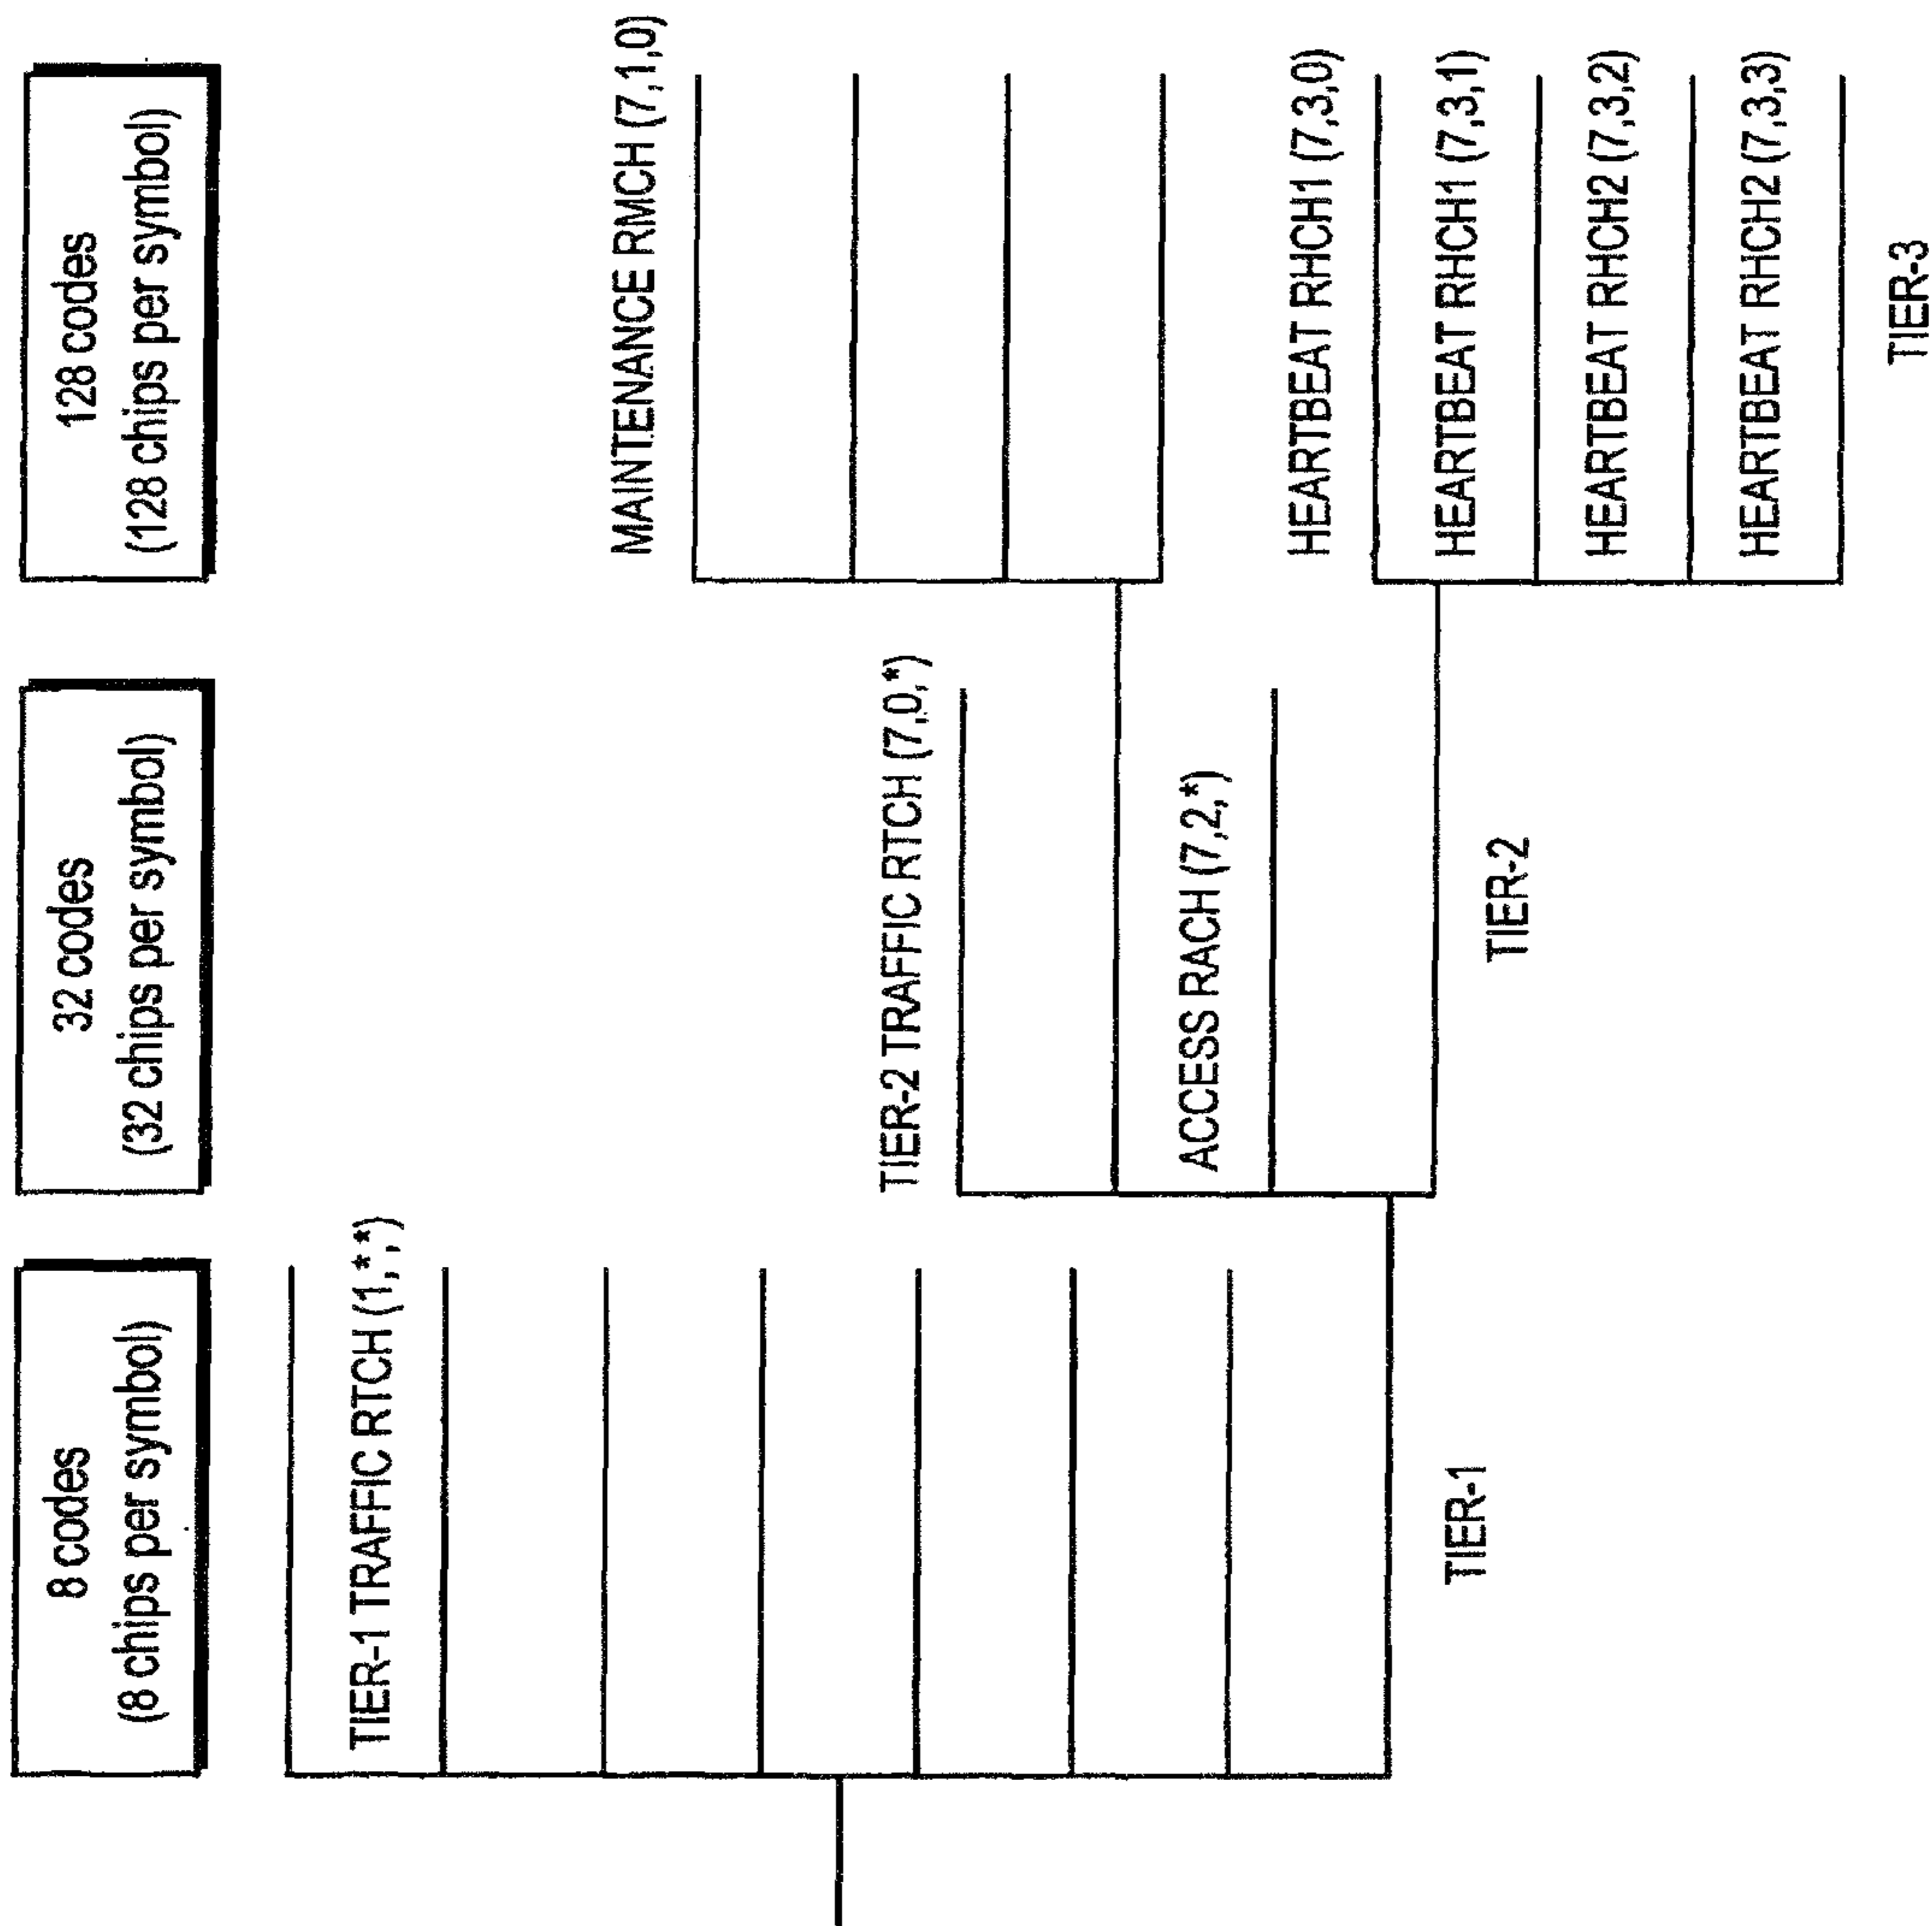 8 codes
(8 chips per symbol)
32 codes
(32 chips per symbol)
128 codes
(128 chips per symbol)
TIER-1 TRAFFIC RTCH (1,*,*)
MAINTENANCE RMCH (7,1,0)
TIER-2 TRAFFIC RTCH (7,0,*)
ACCESS RACH (7,2,*)
HEARTBEAT RHCH1 (7,3,0)
HEARTBEAT RHCH1 (7,3,1)
HEARTBEAT RHCH2 (7,3,2)
HEARTBEAT RHCH2 (7,3,3)
TIER-1
TIER-2
TIER-3